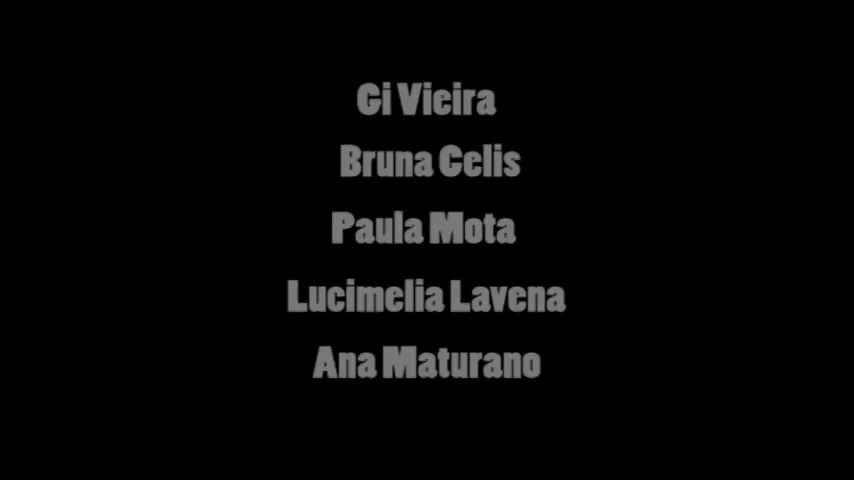 Gi Vieira
Bruna Celis
Paula Mota
Lucimelia Lavena
Ana Maturano